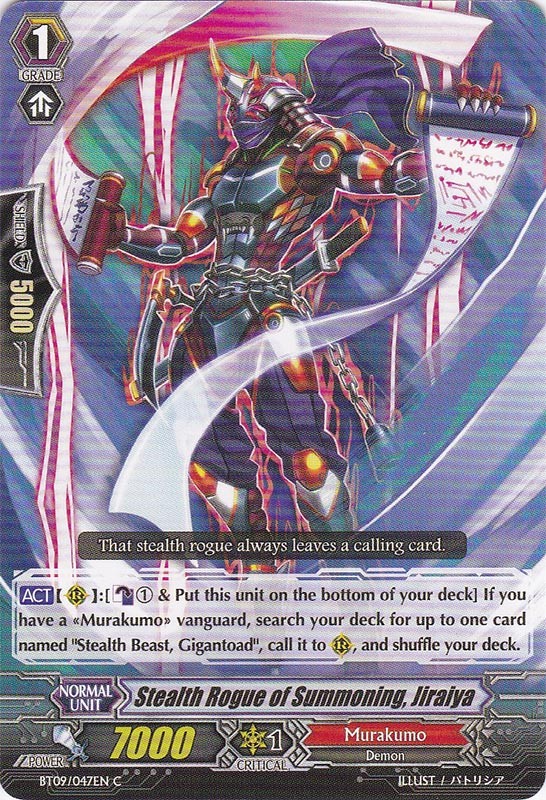 1
GRADE
SHIELD
5000
That stealth rogue always leaves a calling card.
ACT [ R ]:[ 1 & Put this unit on the bottom of your deck] If you
have a «Murakumo» vanguard, search your deck for up to one card
named "Stealth Beast, Gigantoad", call it to R, and shuffle your deck.
NORMAL
UNIT
Stealth Rogue of Summoning, Jiraiya
POWER
7000
1
CRITICAL
Murakumo
Demon
BT09/047EN C
ILLUST / パトリシア